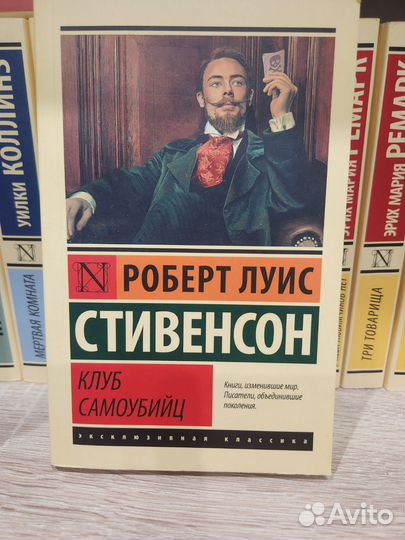 РОБЕРТ ЛУИС
СТИВЕНСОН
КЛУБ
САМОУБИЙЦ
Книги, изменившие мир.
Писатели, объединившие
поколения.
эксклюзивная классика
УИЛКИ КОЛЛИНЗ
МЕРТВАЯ КОМНАТА
ЭРИХ МАРИЯ РЕМАРК
ЭРИХ МАРИЯ РЕМАРК
ТРИ ТОВАРИЩА
Avito